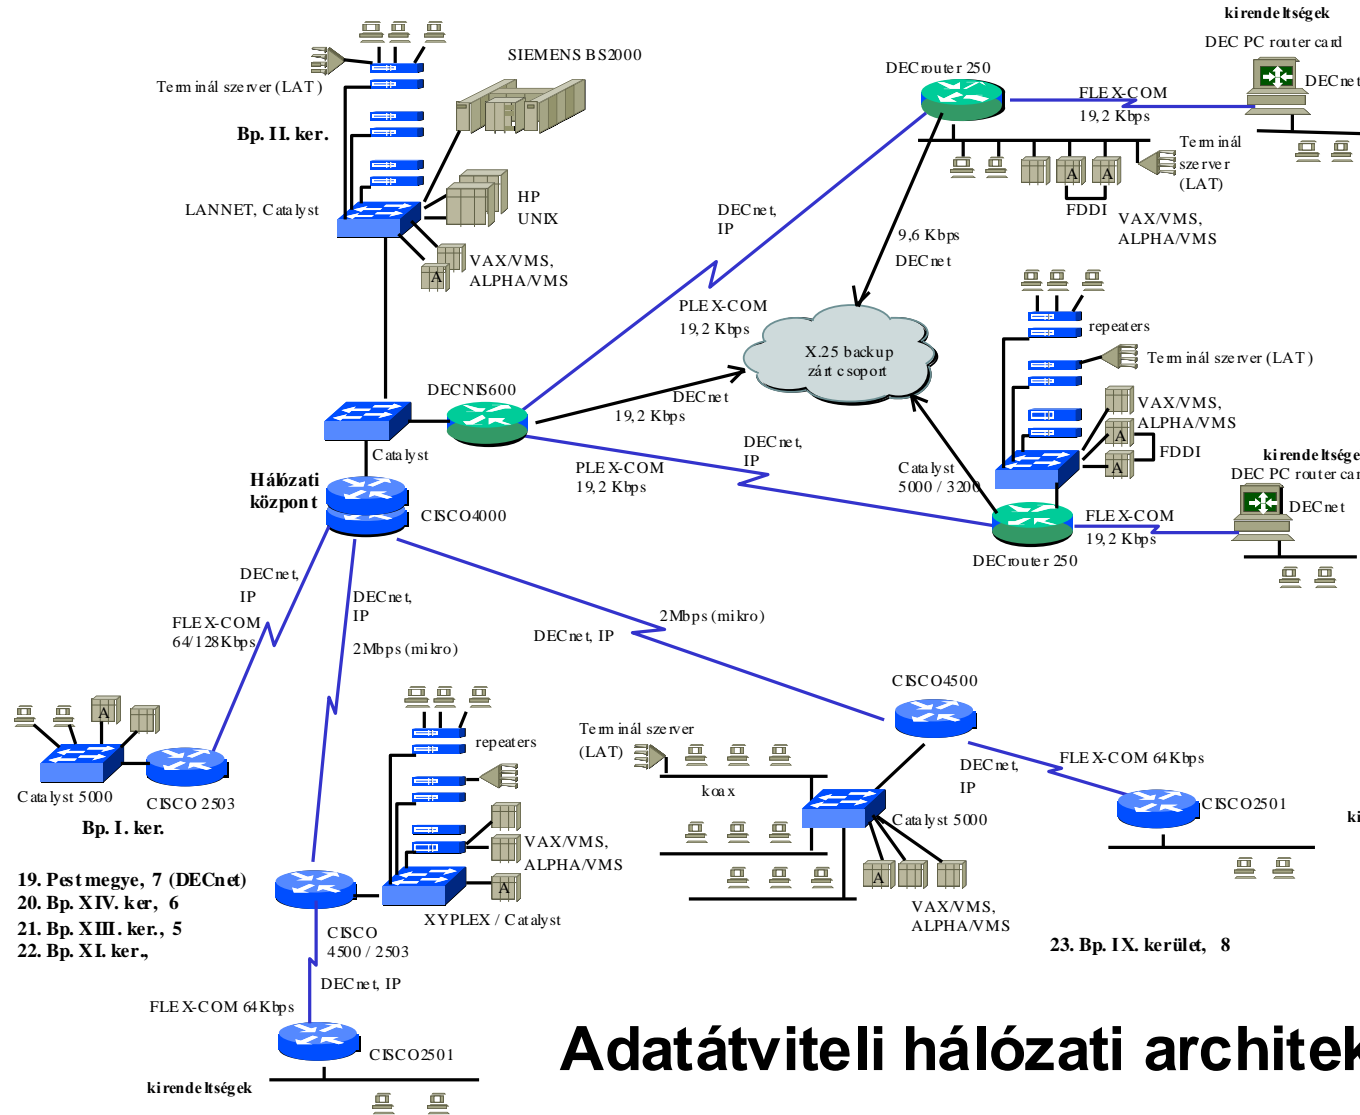 kirendeltségek
DEC PC router card
DECnet
SIEMENS BS2000
DECrouter 250
FLEX-COM
19,2 Kbps
Terminál szerver (LAT)
Bp. II. ker.
Terminál
szerver
(LAT)
FDDI
VAX/VMS,
ALPHA/VMS
A
A
HP
UNIX
LANNET, Catalyst
DECnet,
IP
9,6 Kbps
DECnet
VAX/VMS,
ALPHA/VMS
A
PLEX-COM
19,2 Kbps
repeaters
X.25 backup
zárt csoport
Terminál szerver (LAT)
DECNIS600
DECnet
19,2 Kbps
VAX/VMS,
ALPHA/VMS
A
A
FDDI
Catalyst
DECnet,
IP
PLEX-COM
19,2 Kbps
Catalyst
5000 / 3200
kirendeltsége
DEC PC router car
DECnet
Hálózati
központ
CISCO4000
FLEX-COM
19,2 Kbps
DECrouter 250
DECnet,
IP
FLEX-COM
64/128Kbps
DECnet,
IP
2Mbps (mikro)
2Mbps (mikro)
DECnet, IP
CISCO4500
A
Catalyst 5000
CISCO 2503
Bp. I. ker.
repeaters
Terminál szerver
(LAT)
koax
DECnet,
IP
FLEX-COM 64Kbps
CISCO2501
Catalyst 5000
ki
VAX/VMS,
ALPHA/VMS
A
A
VAX/VMS,
ALPHA/VMS
19. Pest megye, 7 (DECnet)
20. Bp. XIV. ker, 6
21. Bp. XIII. ker., 5
22. Bp. XI. ker.,
XYPLEX / Catalyst
CISCO
4500 / 2503
23. Bp. IX. kerület, 8
DECnet, IP
FLEX-COM 64Kbps
CISCO2501
kirendeltségek
Adatátviteli hálózati architek